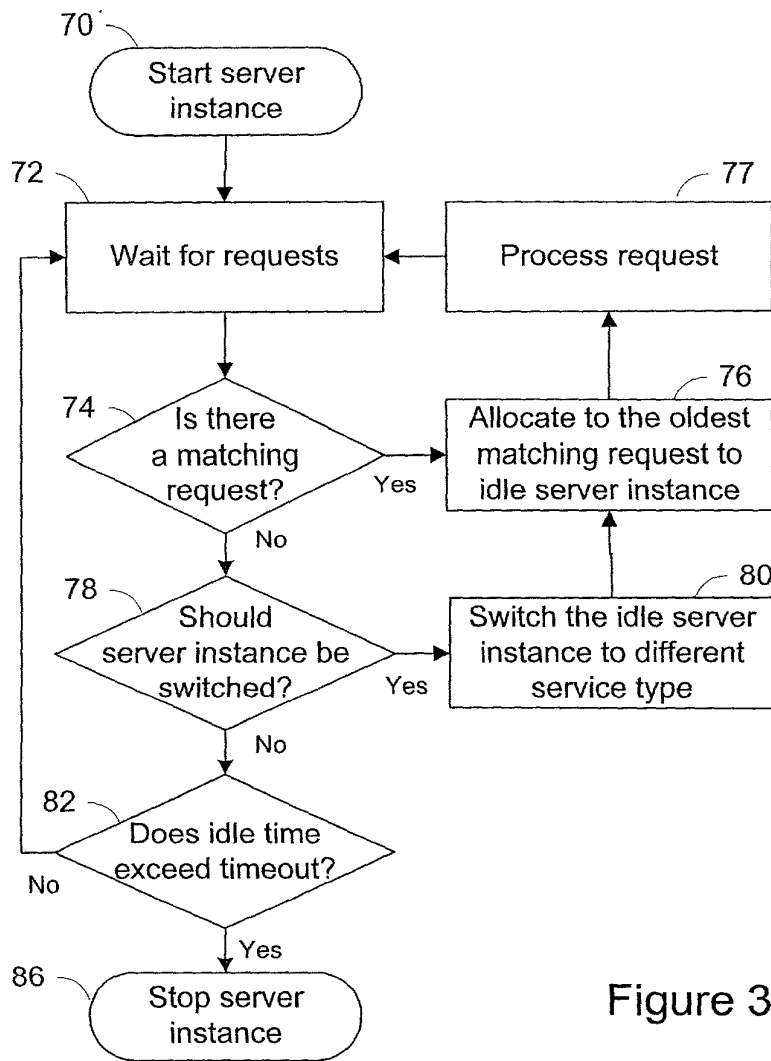 70
Start server
instance
72
Wait for requests
77
Process request
74
Is there
a matching
request?
Yes
76
Allocate to the oldest
matching request to
idle server instance
No
78
Should
server instance be
switched?
Yes
80
Switch the idle server
instance to different
service type
No
82
Does idle time
exceed timeout?
No
Yes
86
Stop server
instance
Figure 3